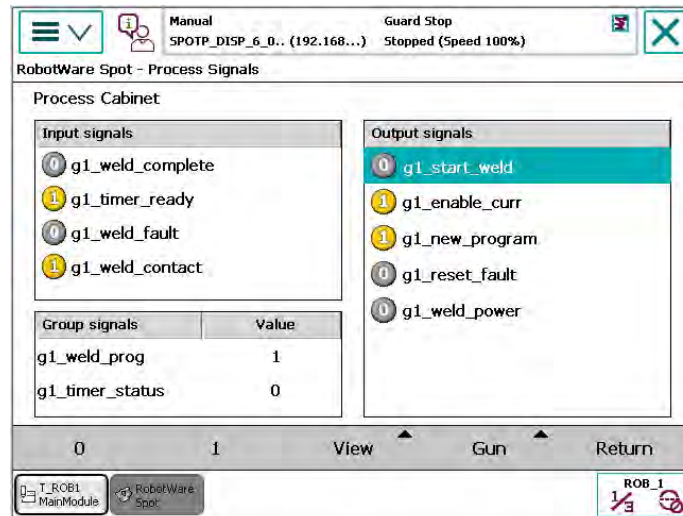 Manual
Guard Stop
SPOTP_DISP_6_0.. (192.168...)
Stopped (Speed 100%)
RobotWare Spot - Process Signals
Process Cabinet
Input signals
0 g1_weld_complete
1 g1_timer_ready
0 g1_weld_fault
1 g1_weld_contact
Group signals Value
g1_weld_prog 1
g1_timer_status 0
Output signals
0 g1_start_weld
1 g1_enable_curr
1 g1_new_program
0 g1_reset_fault
0 g1_weld_power
0 1 View Gun Return
T_ROB1
MainModule
RobotWare
Spot
ROB_1
1/3